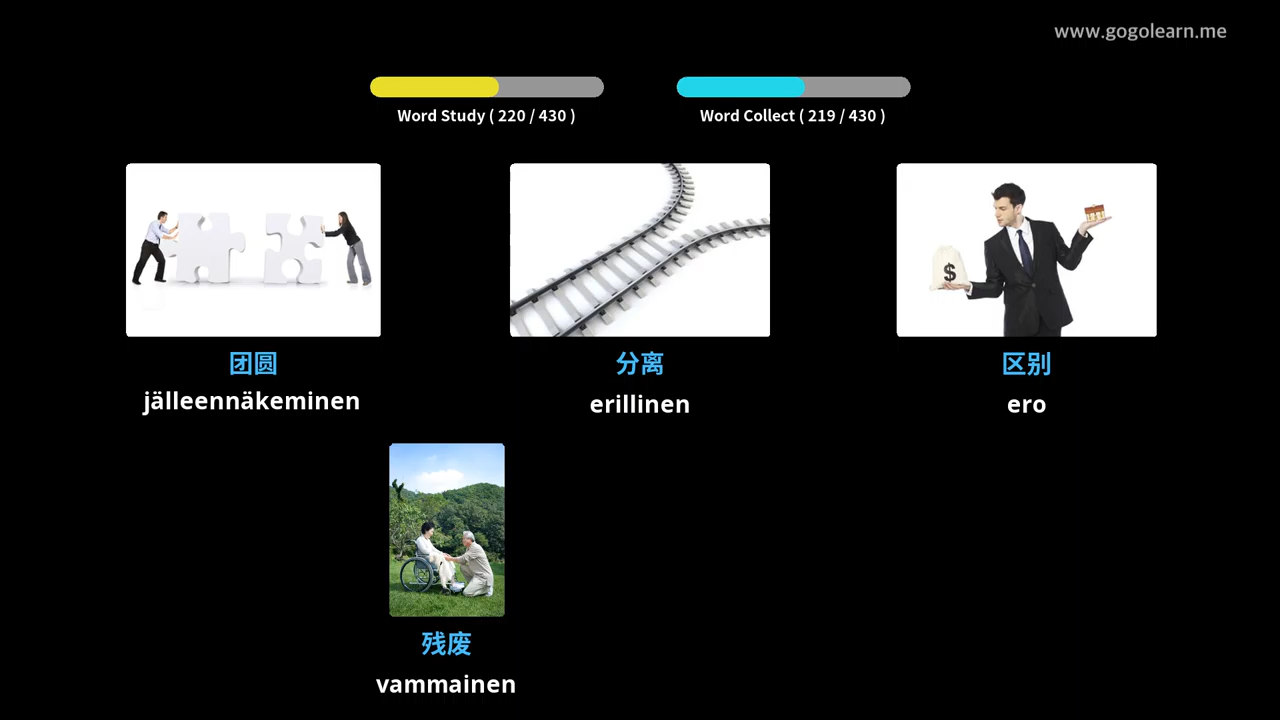 www.gogolearn.me
Word Study ( 220 / 430 )
Word Collect ( 219 / 430 )
$
团圆
jälleennäkeminen
分离
erillinen
区别
ero
残废
vammainen